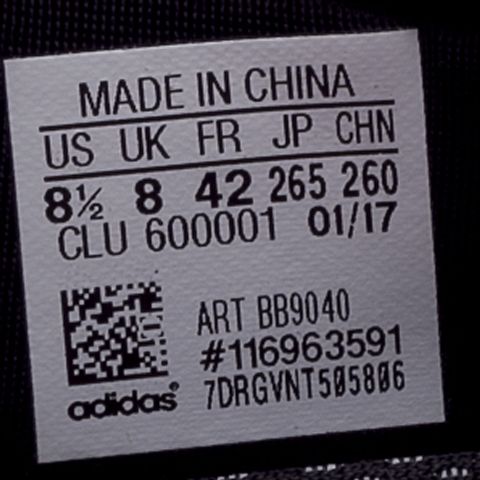 MADE IN CHINA
US UK FR JP CHN
8½ 8 42 265 260
CLU 600001 01/17
ART BB9040
#116963591
adidas® 7DRGVNT505806